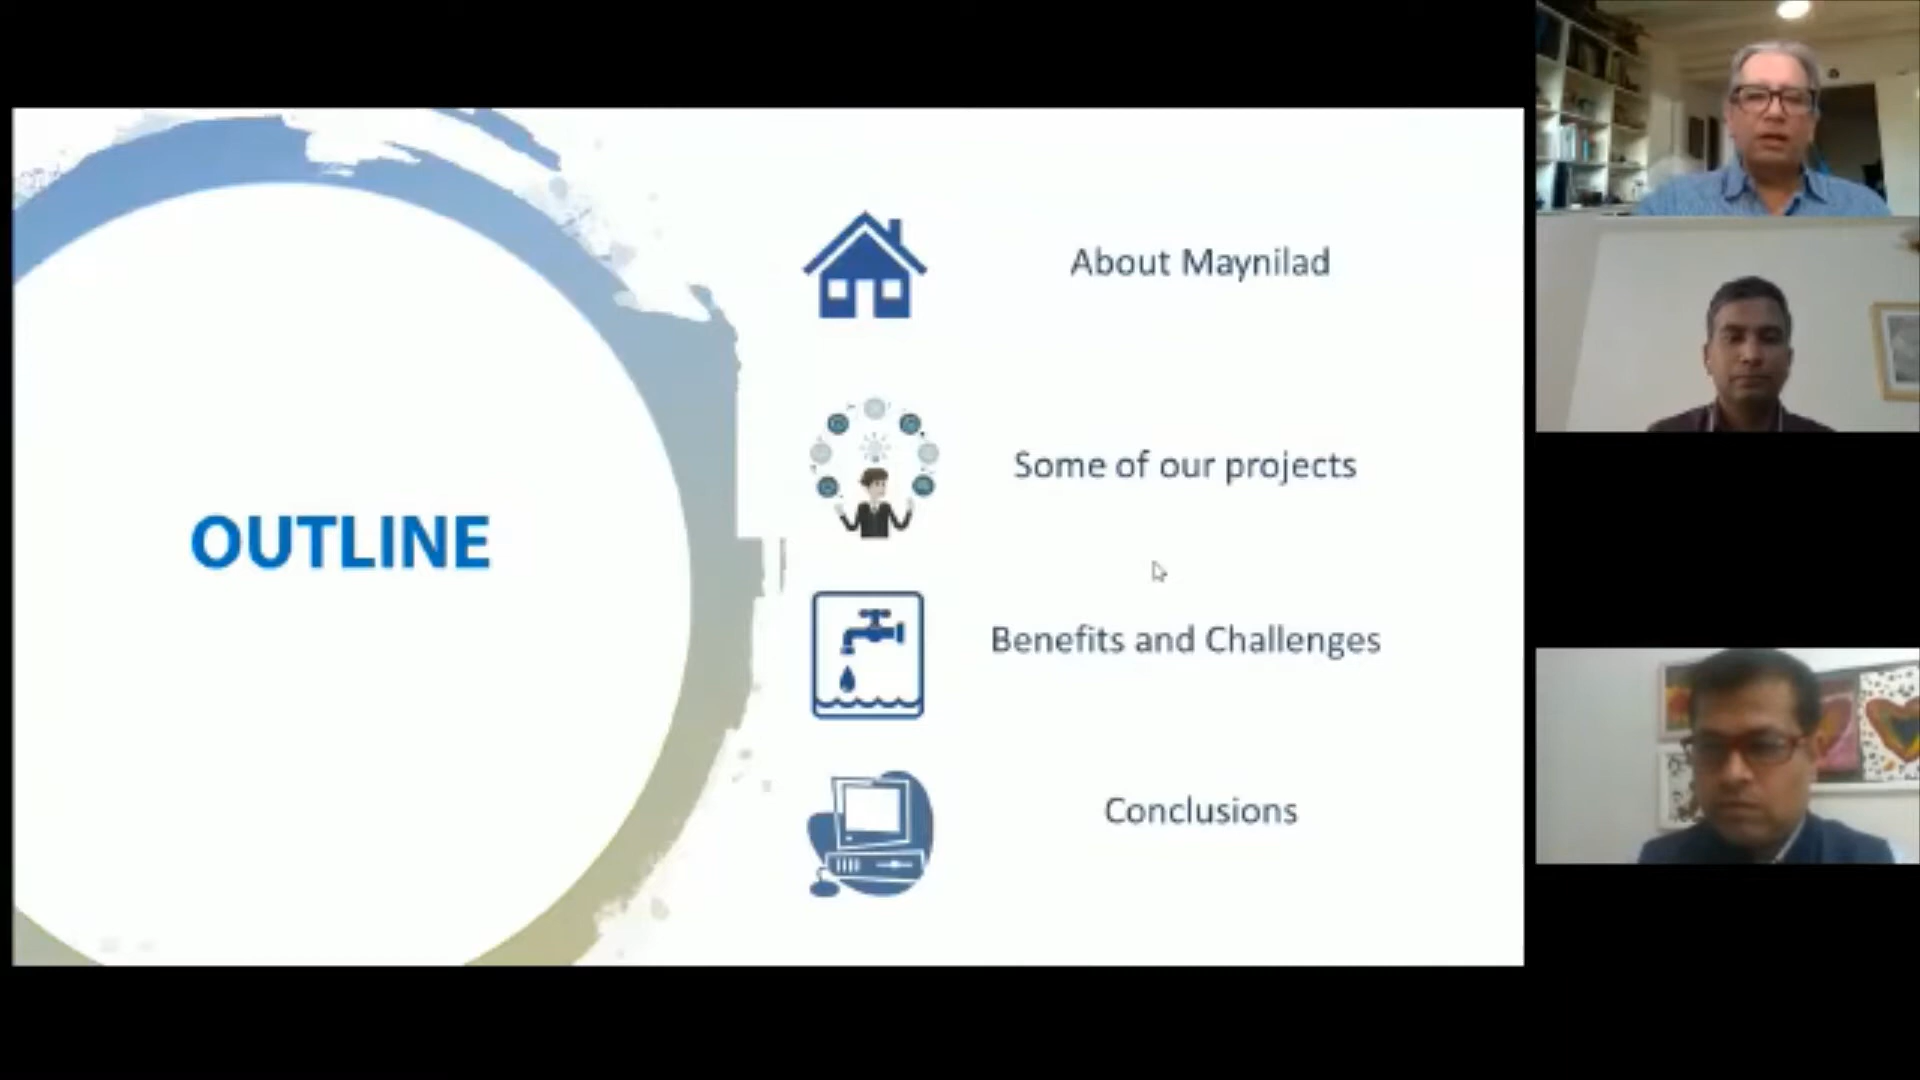 OUTLINE
About Maynilad
Some of our projects
Benefits and Challenges
Conclusions